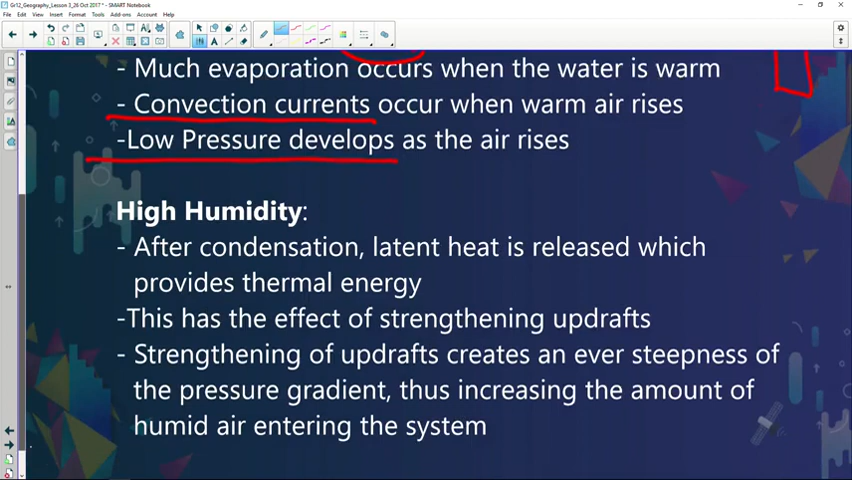 Gr12_Geography_Lesson 3_26 Oct 2017 * - SMART Notebook
File Edit View Insert Format Tools Add-ons Account Help
- Much evaporation occurs when the water is warm
- Convection currents occur when warm air rises
-Low Pressure develops as the air rises
High Humidity:
- After condensation, latent heat is released which
provides thermal energy
-This has the effect of strengthening updrafts
- Strengthening of updrafts creates an ever steepness of
the pressure gradient, thus increasing the amount of
humid air entering the system